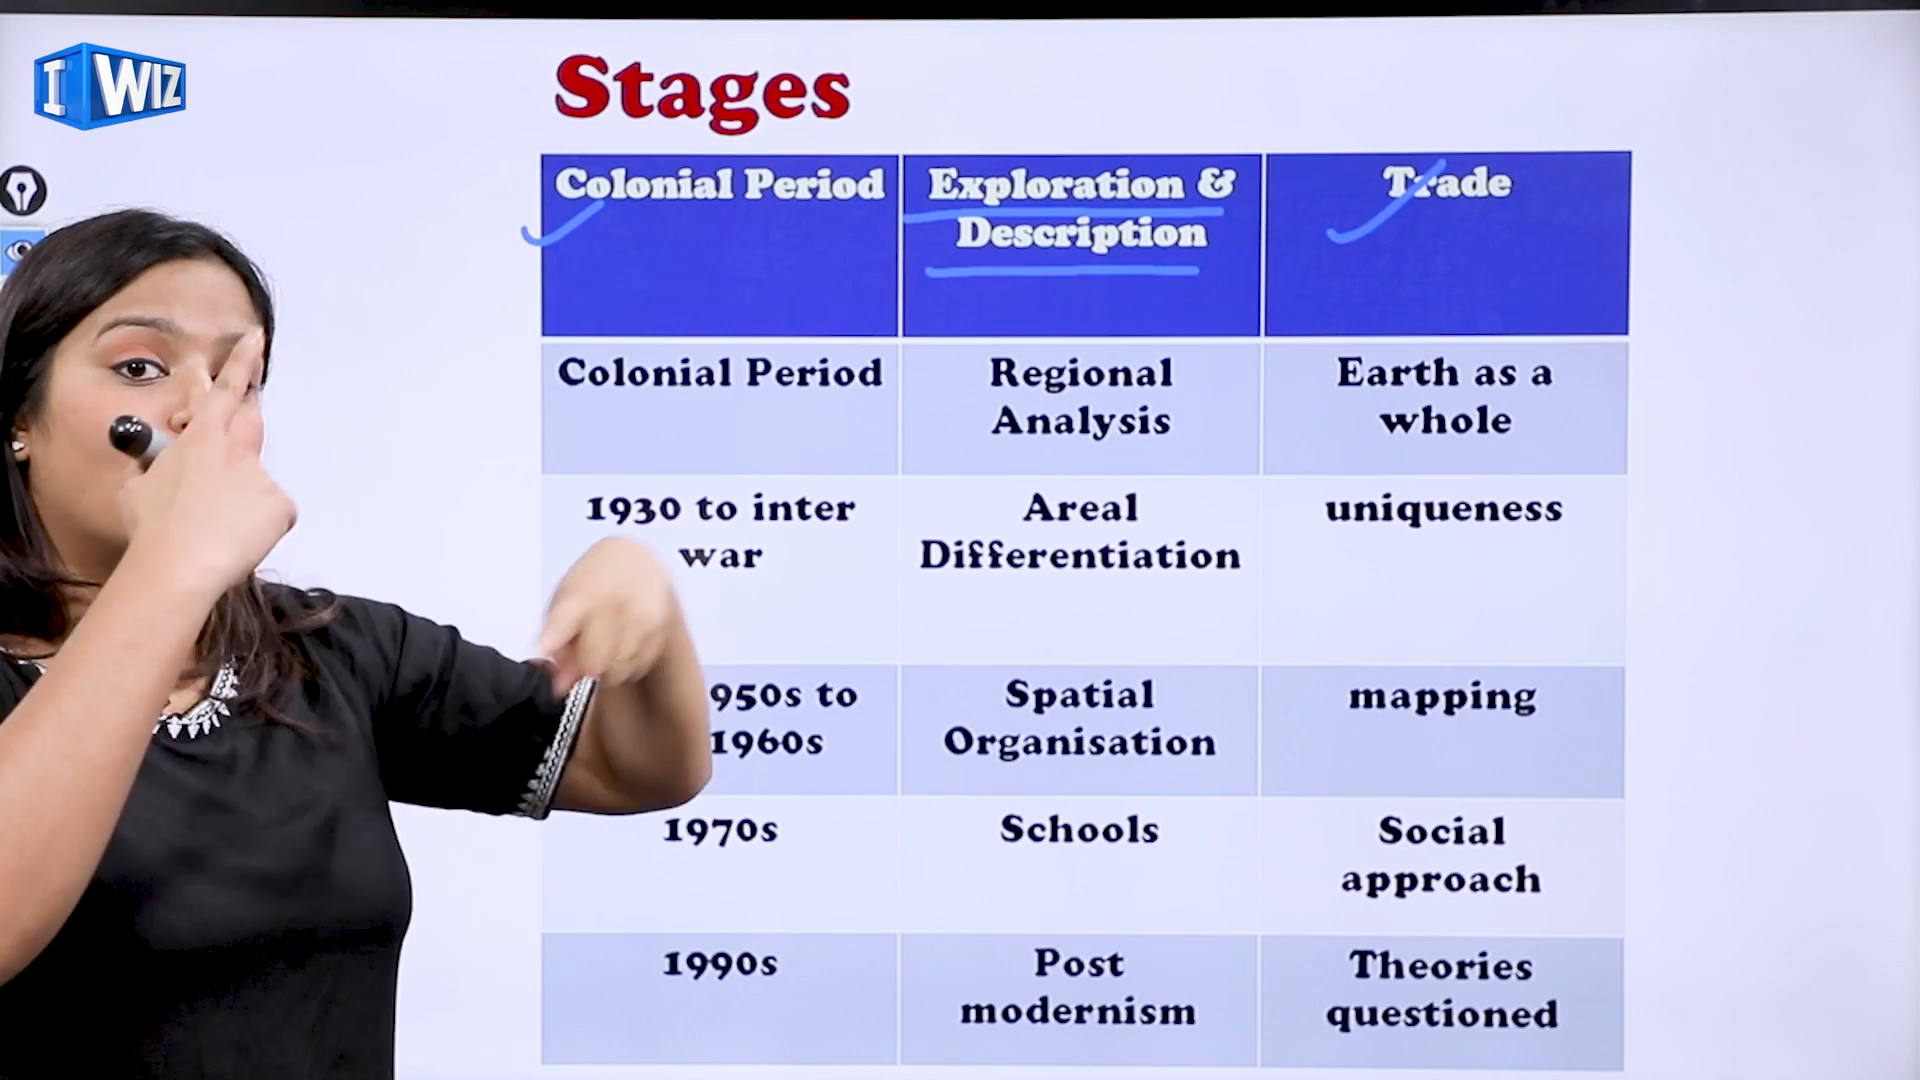 I WIZ
Stages
Colonial Period
Exploration &
Description
Trade
Colonial Period
Regional
Analysis
Earth as a
whole
1930 to inter
war
Areal
Differentiation
uniqueness
950s to
1960s
Spatial
Organisation
mapping
1970s
Schools
Social
approach
1990s
Post
modernism
Theories
questioned